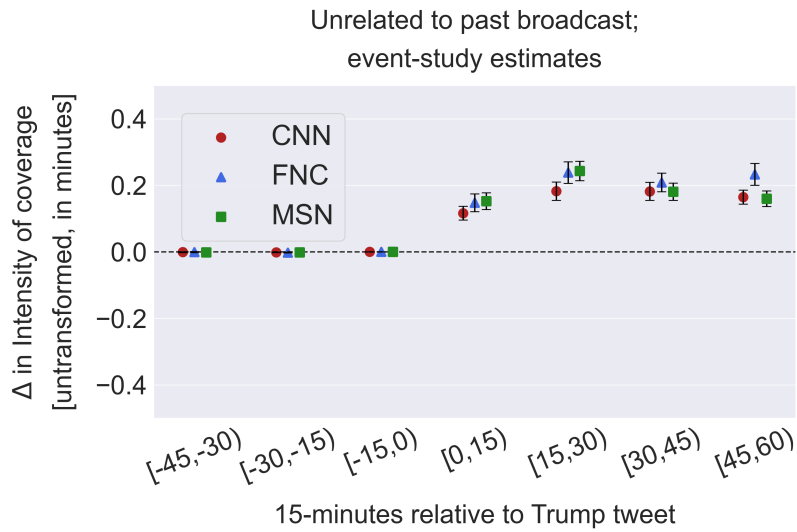 Unrelated to past broadcast;
event-study estimates
Δ in Intensity of coverage
[untransformed, in minutes]
0.4
0.2
0.0
−0.2
−0.4
CNN
FNC
MSN
[-45,-30)
[-30,-15)
[-15,0)
[0,15)
[15,30)
[30,45)
[45,60)
15-minutes relative to Trump tweet